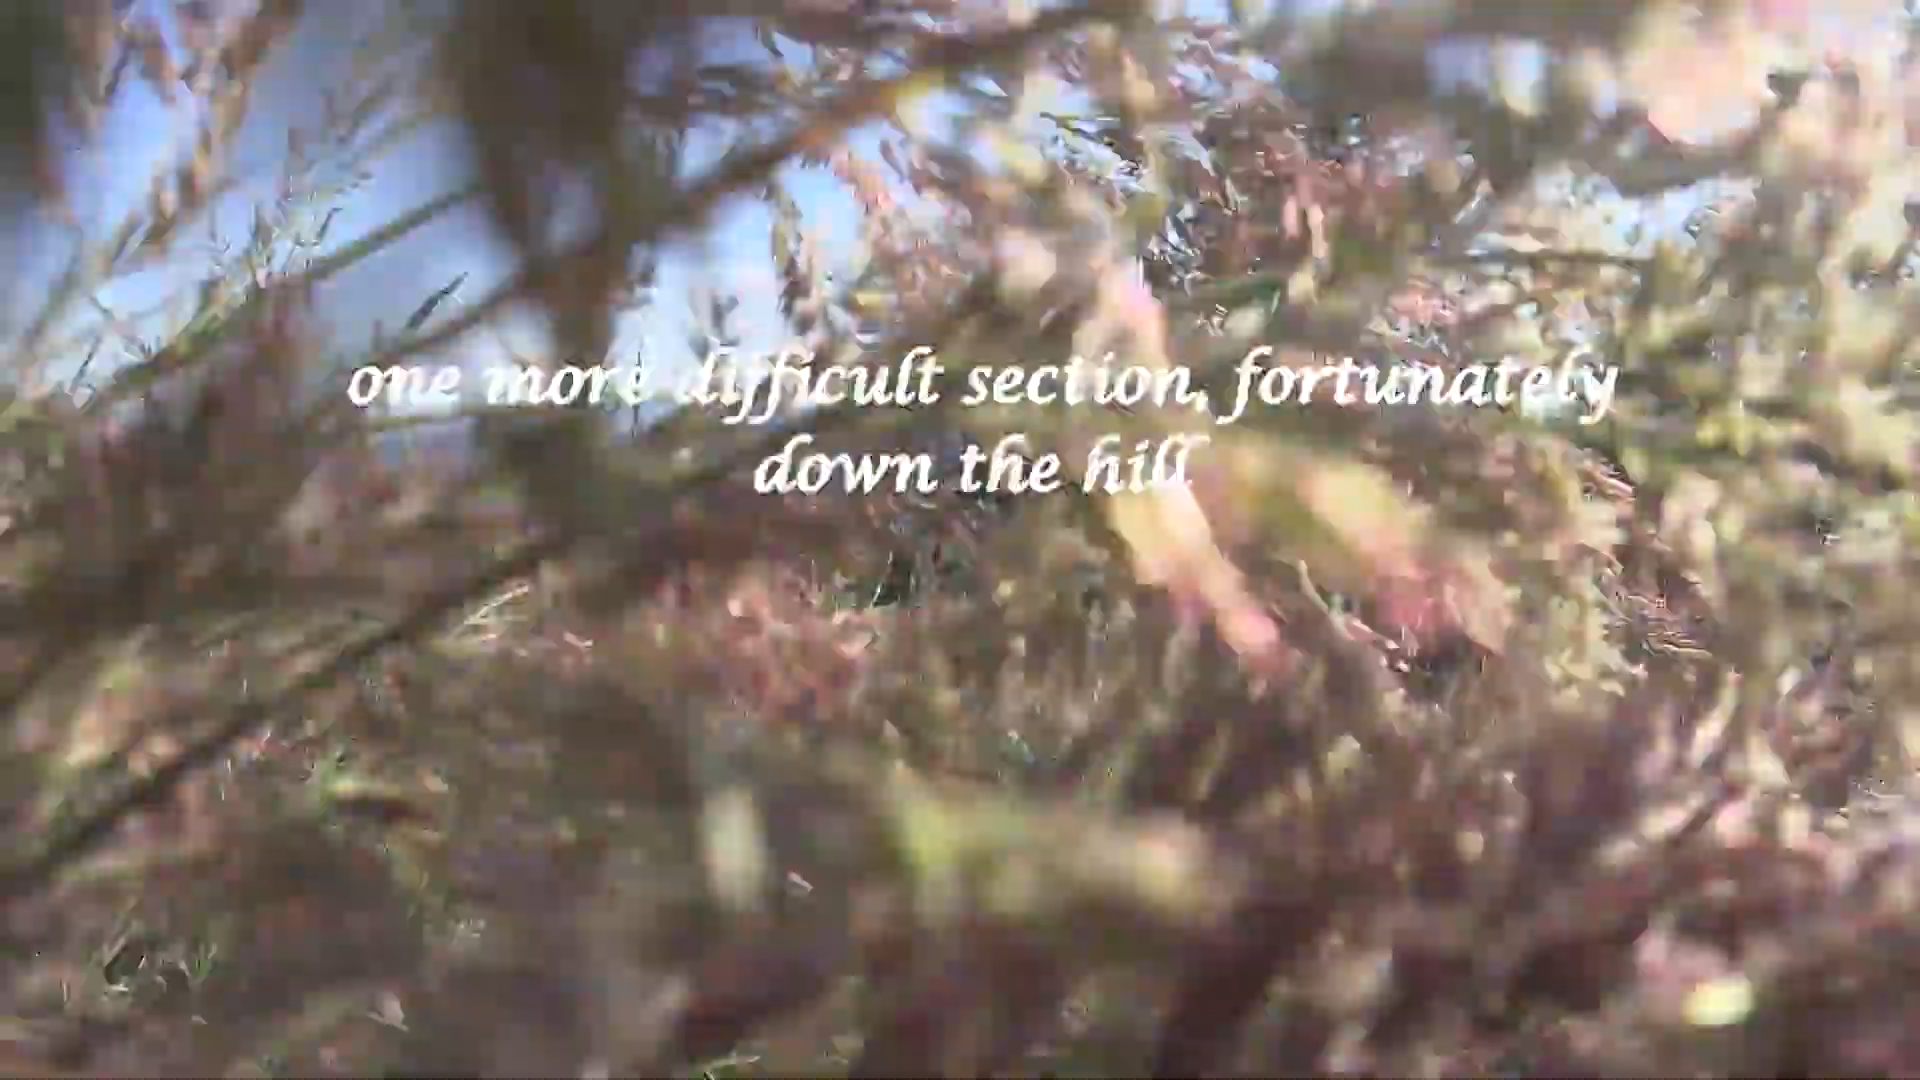 one more difficult section, fortunately
down the hill